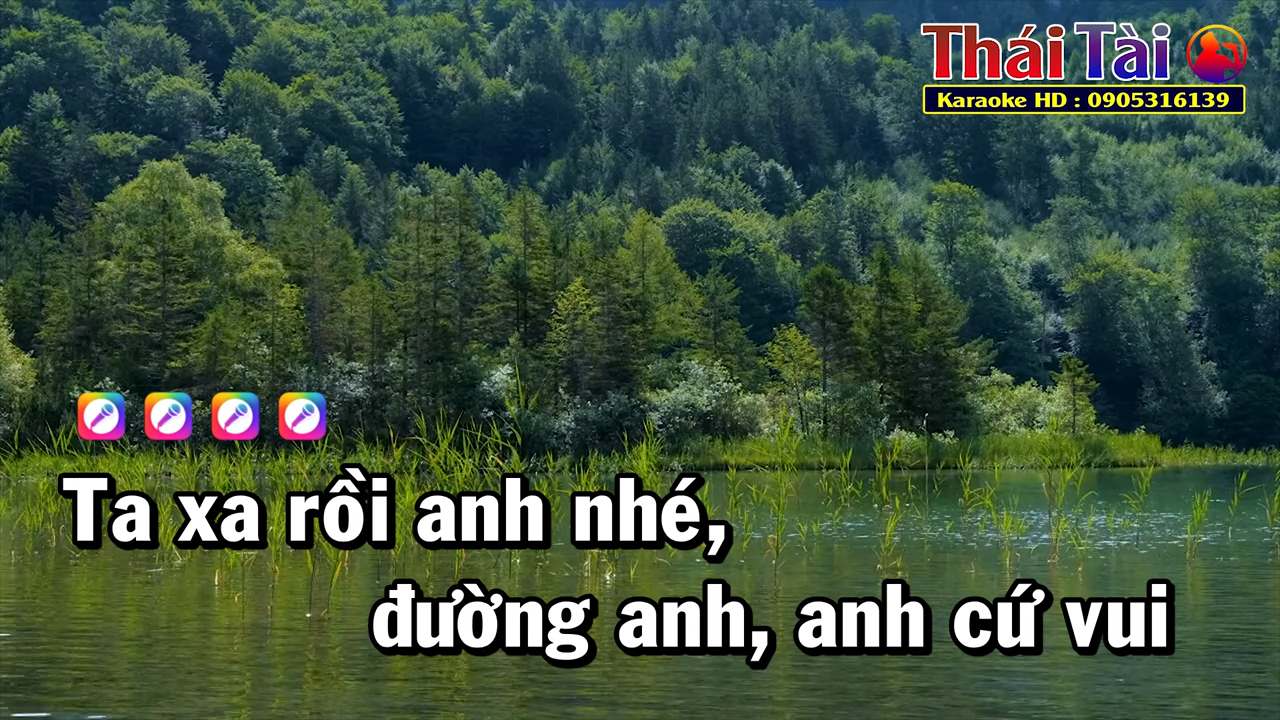 Thái Tài
Karaoke HD : 0905316139
Ta xa rồi anh nhé,
đường anh, anh cứ vui